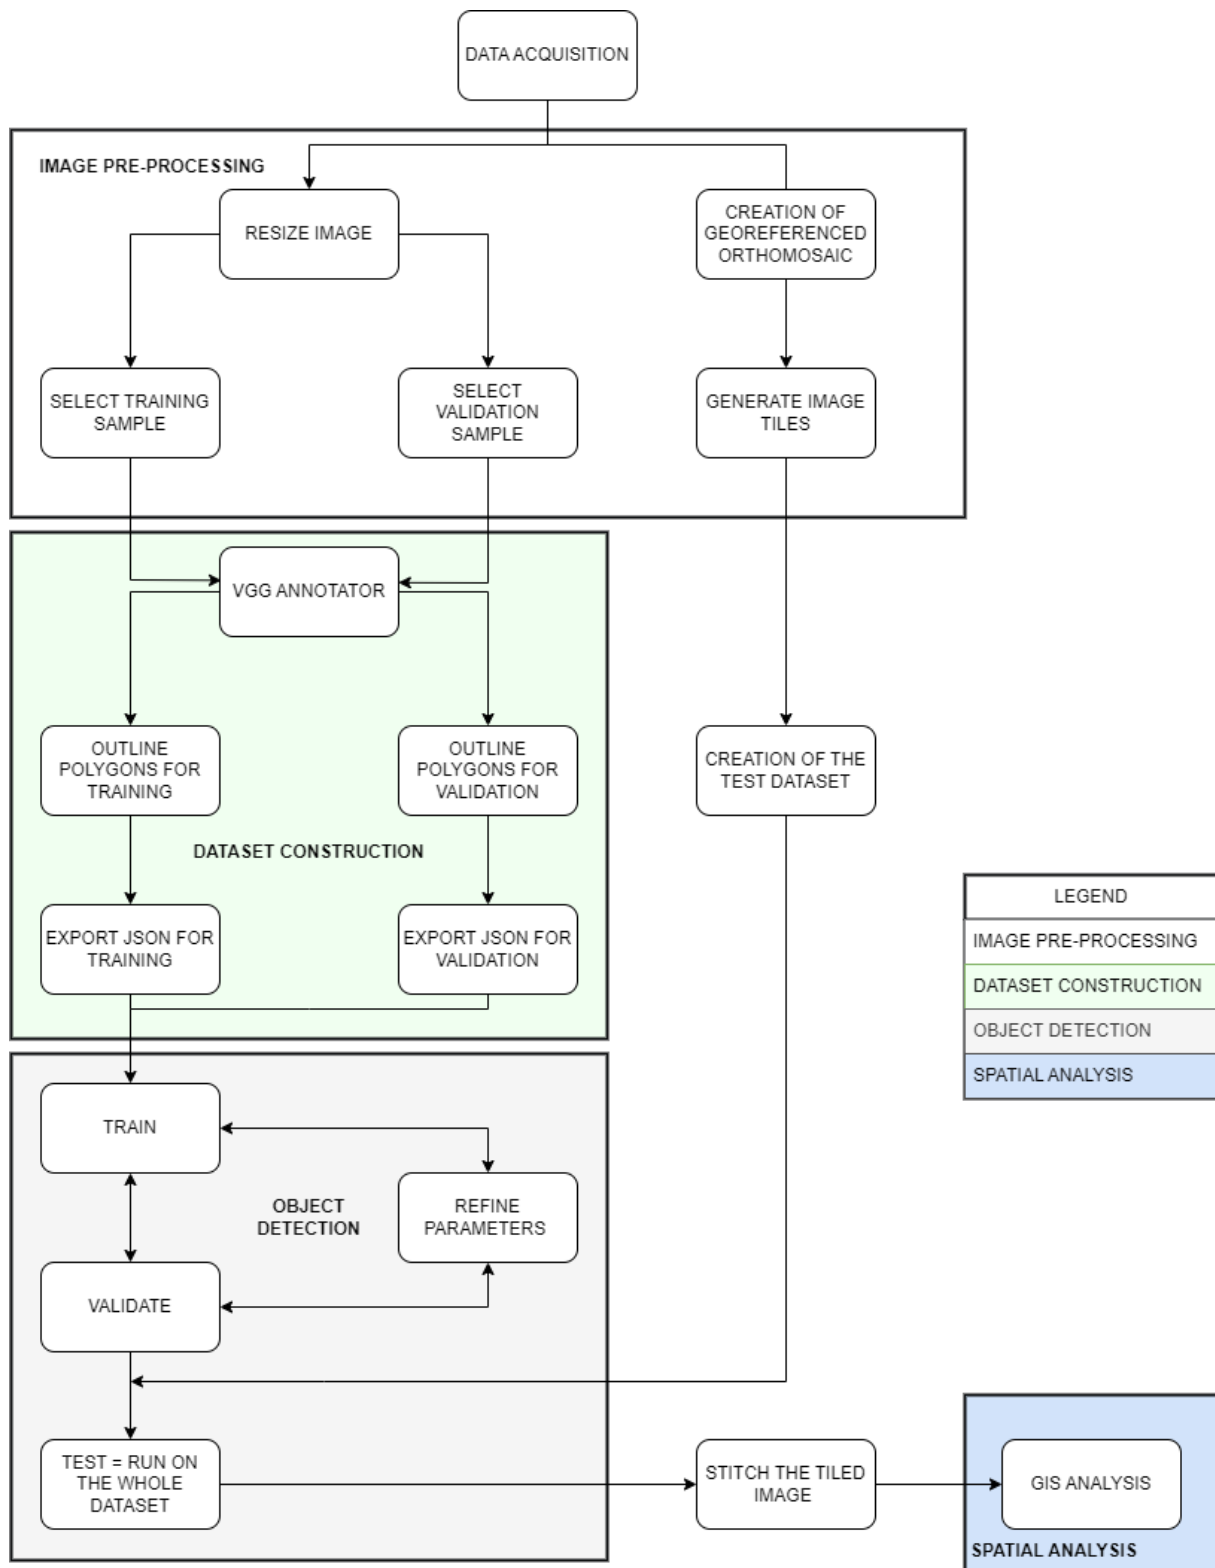 DATA ACQUISITION
IMAGE PRE-PROCESSING
RESIZE IMAGE
CREATION OF
GEOREFERENCED
ORTHOMOSAIC
SELECT TRAINING
SAMPLE
SELECT
VALIDATION
SAMPLE
GENERATE IMAGE
TILES
VGG ANNOTATOR
OUTLINE
POLYGONS FOR
TRAINING
OUTLINE
POLYGONS FOR
VALIDATION
CREATION OF THE
TEST DATASET
DATASET CONSTRUCTION
EXPORT JSON FOR
TRAINING
EXPORT JSON FOR
VALIDATION
LEGEND
IMAGE PRE-PROCESSING
DATASET CONSTRUCTION
OBJECT DETECTION
SPATIAL ANALYSIS
TRAIN
OBJECT
DETECTION
REFINE
PARAMETERS
VALIDATE
TEST = RUN ON
THE WHOLE
DATASET
STITCH THE TILED
IMAGE
GIS ANALYSIS
SPATIAL ANALYSIS